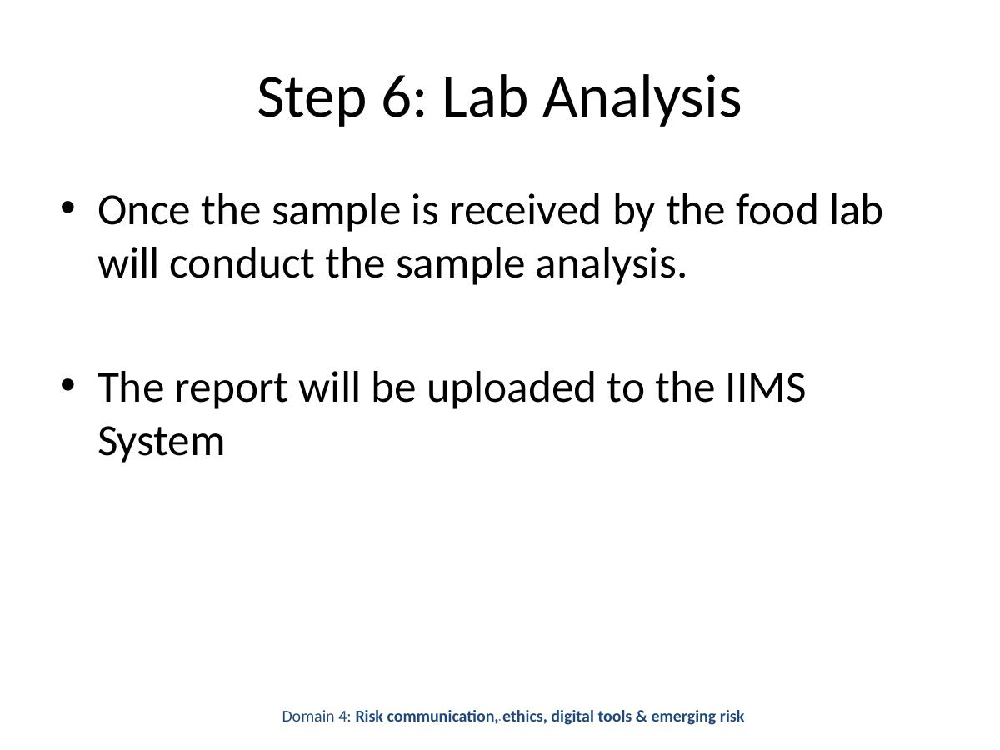 Step 6: Lab Analysis
• Once the sample is received by the food lab
will conduct the sample analysis.
• The report will be uploaded to the IIMS
System
Domain 4: Risk communication, ethics, digital tools & emerging risk